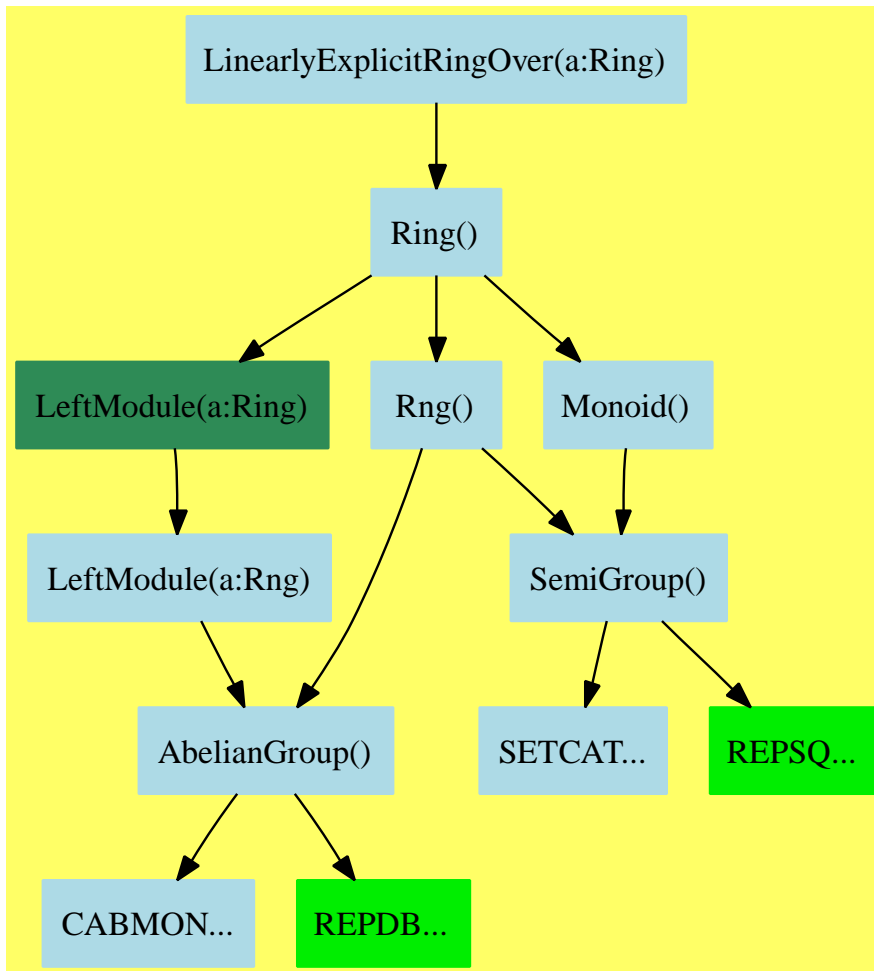 LinearlyExplicitRingOver(a:Ring)
Ring()
LeftModule(a:Ring)
Rng()
Monoid()
LeftModule(a:Rng)
SemiGroup()
AbelianGroup()
SETCAT...
REPSQ...
CABMON...
REPDB...